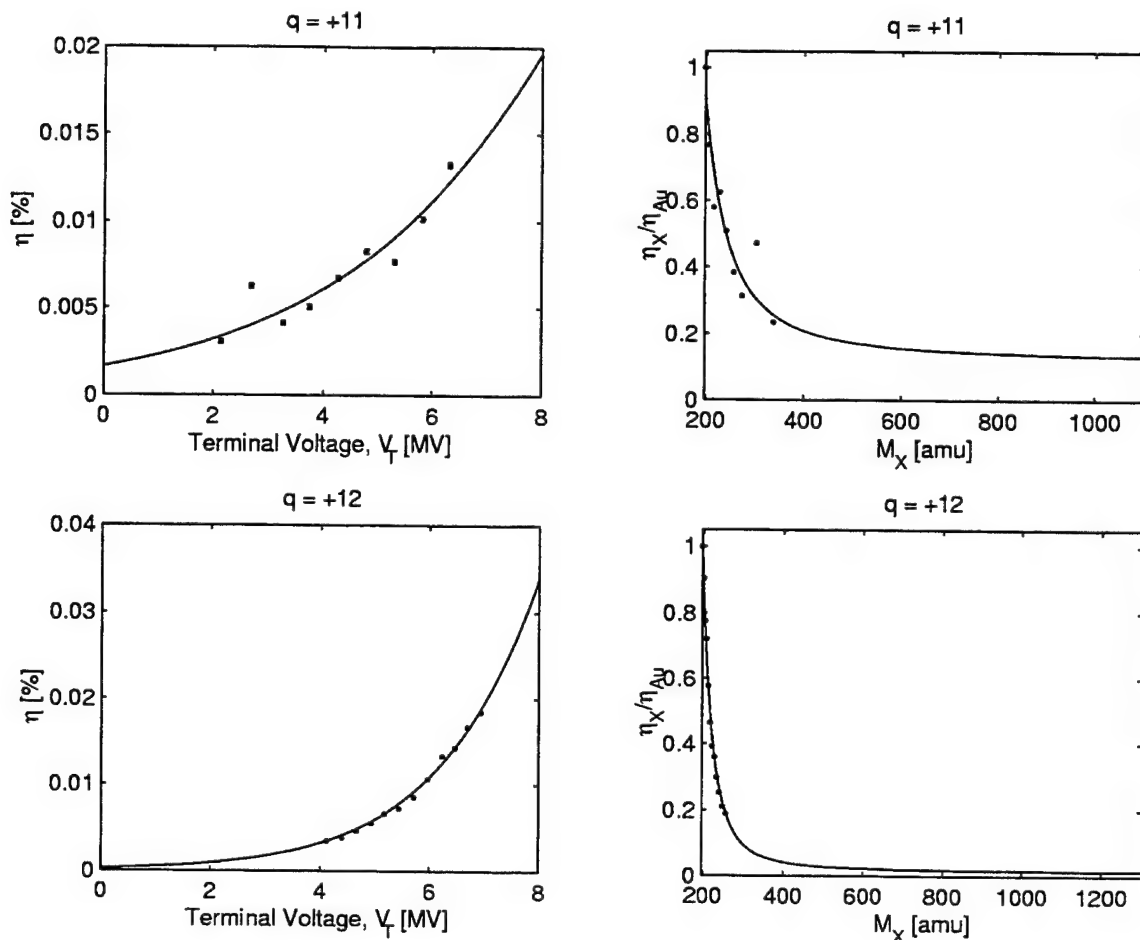 q = +11
0.02
0.015
0.01
0.005
0
η [%]
0 2 4 6 8
Terminal Voltage, V_T [MV]
q = +11
1
0.8
0.6
0.4
0.2
0
η_X/η_Au
200 400 600 800 1000
M_X [amu]
q = +12
0.04
0.03
0.02
0.01
0
η [%]
0 2 4 6 8
Terminal Voltage, V_T [MV]
q = +12
1
0.8
0.6
0.4
0.2
0
η_X/η_Au
200 400 600 800 1000 1200
M_X [amu]